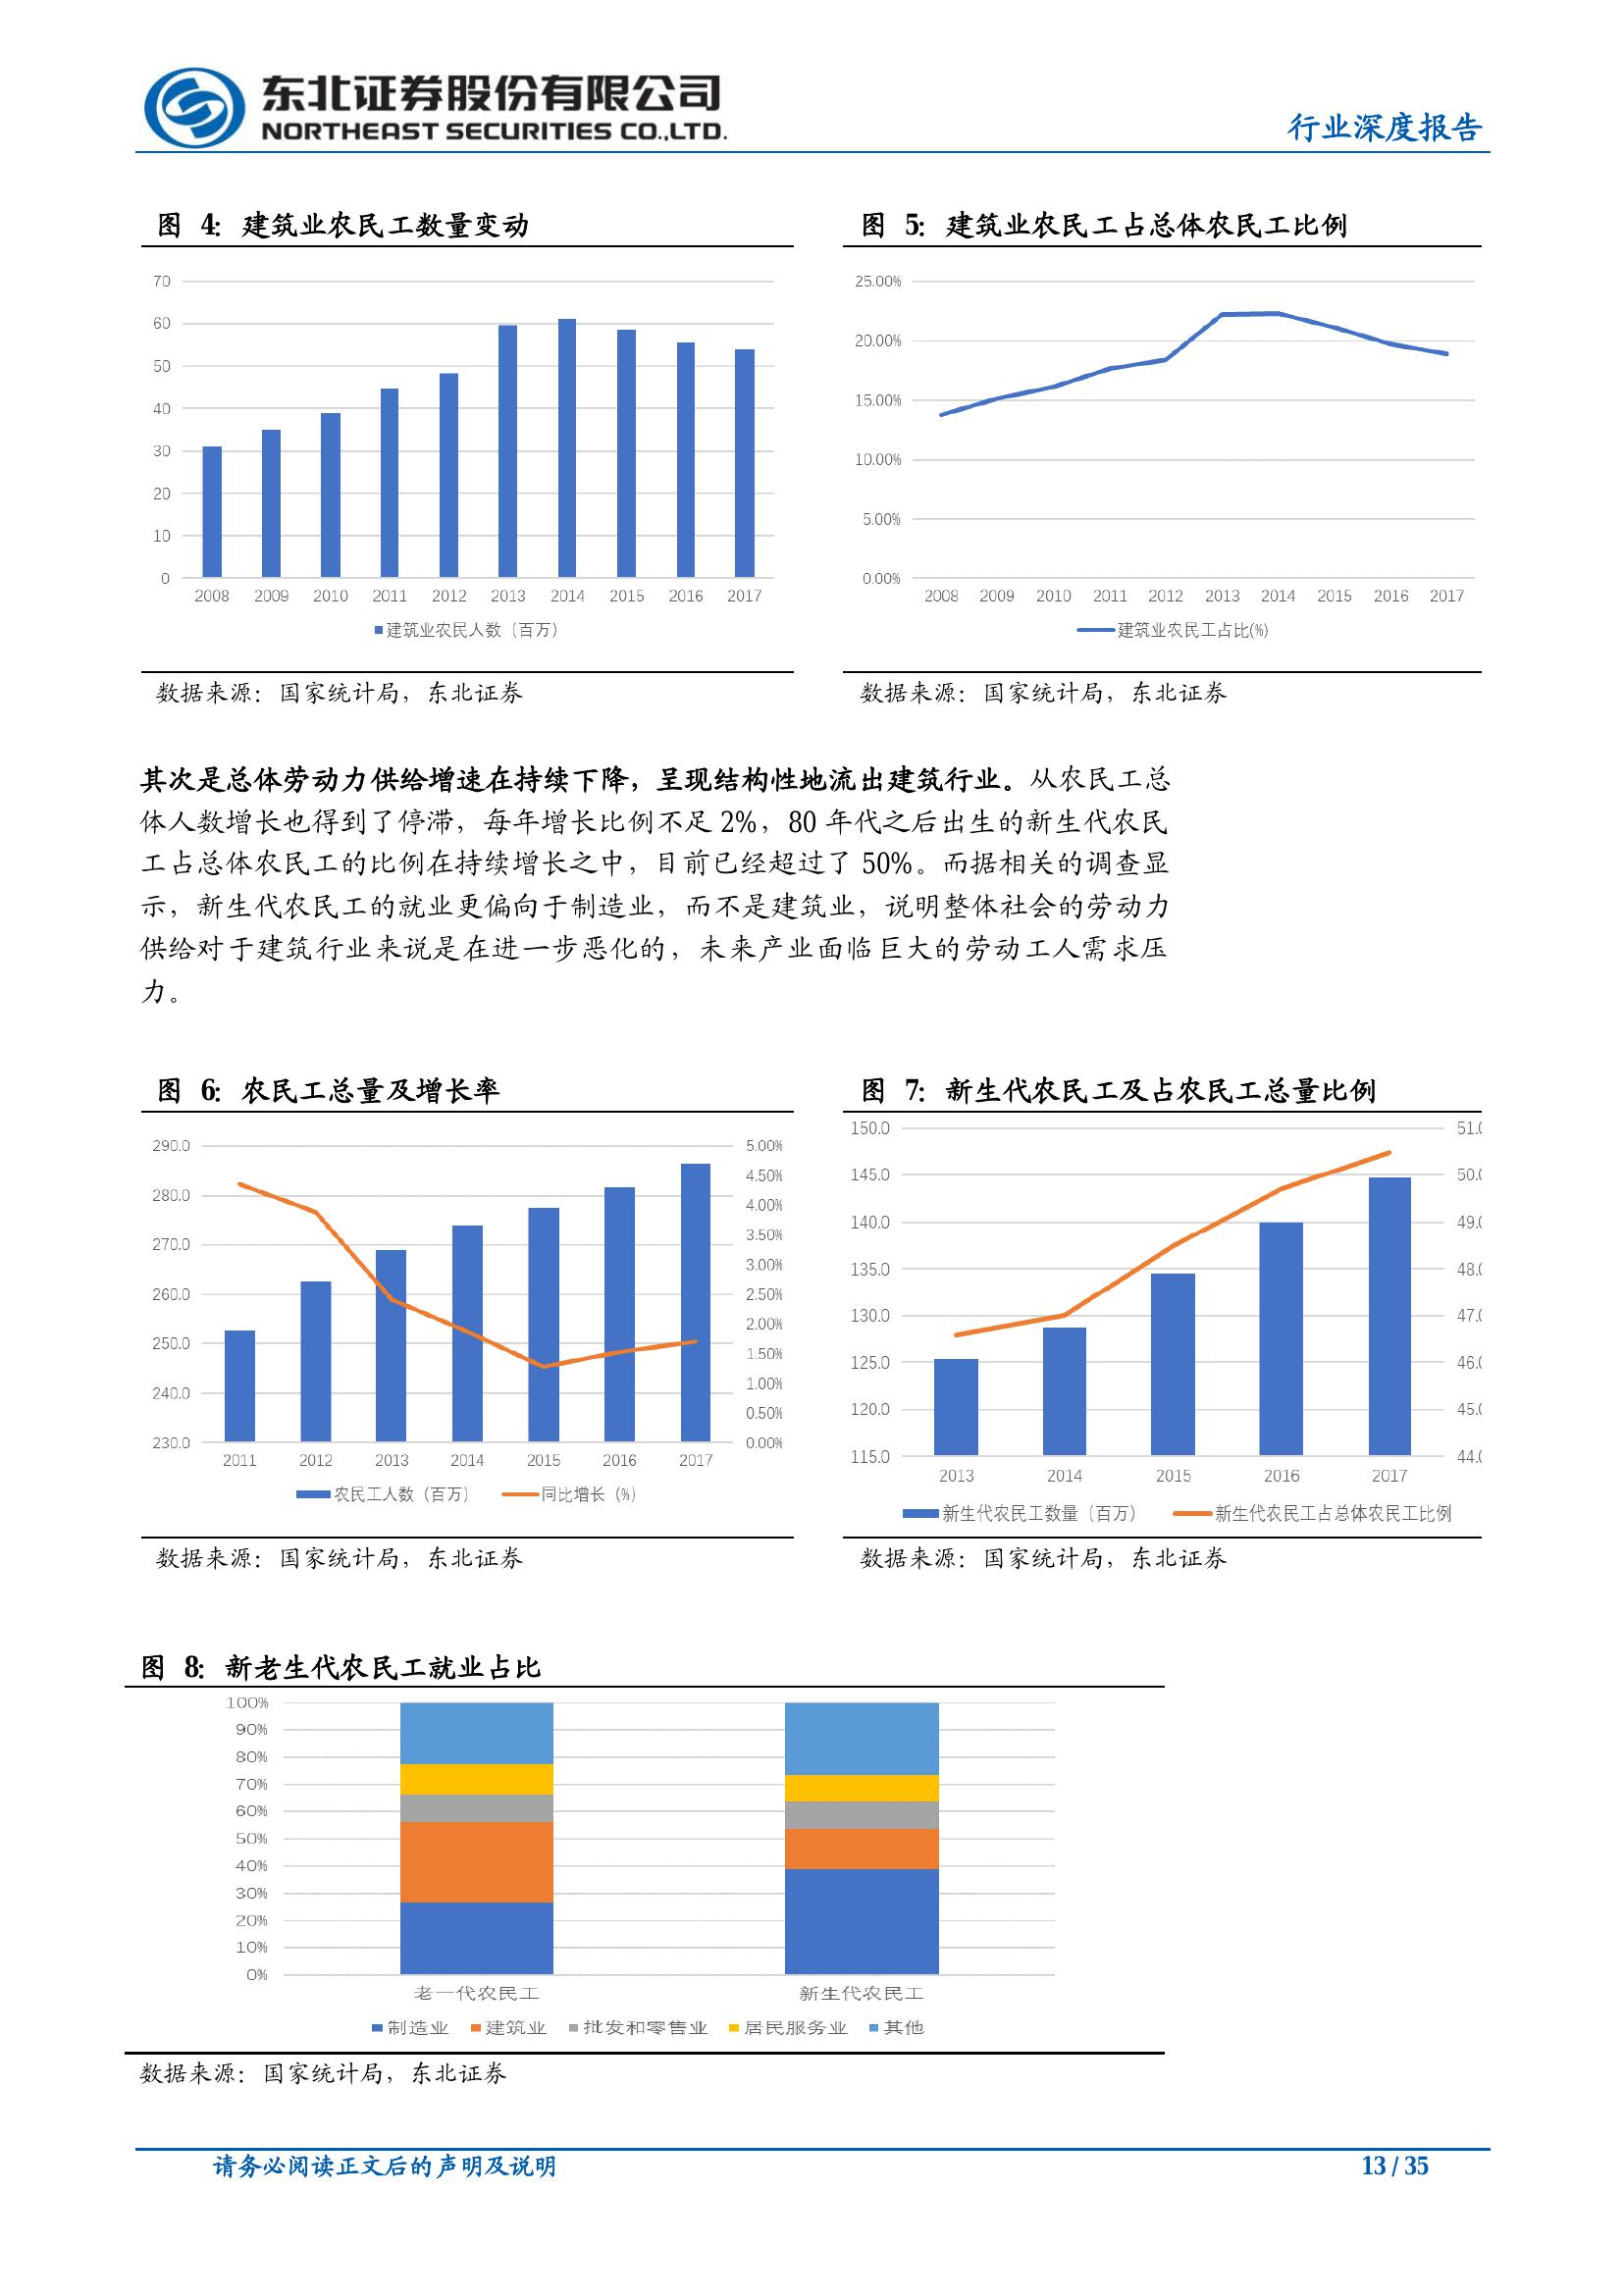 东北证券股份有限公司
NORTHEAST SECURITIES CO.,LTD.
行业深度报告
图 4：建筑业农民工数量变动
70
60
50
40
30
20
10
0
2008 2009 2010 2011 2012 2013 2014 2015 2016 2017
建筑业农民人数（百万）
数据来源：国家统计局，东北证券
图 5：建筑业农民工占总体农民工比例
25.00%
20.00%
15.00%
10.00%
5.00%
0.00%
2008 2009 2010 2011 2012 2013 2014 2015 2016 2017
建筑业农民工占比(%)
数据来源：国家统计局，东北证券
其次是总体劳动力供给增速在持续下降，呈现结构性地流出建筑行业。从农民工总
体人数增长也得到了停滞，每年增长比例不足 2%，80 年代之后出生的新生代农民
工占总体农民工的比例在持续增长之中，目前已经超过了 50%。而据相关的调查显
示，新生代农民工的就业更偏向于制造业，而不是建筑业，说明整体社会的劳动力
供给对于建筑行业来说是在进一步恶化的，未来产业面临巨大的劳动工人需求压
力。
图 6：农民工总量及增长率
290.0
280.0
270.0
260.0
250.0
240.0
230.0
5.00%
4.50%
4.00%
3.50%
3.00%
2.50%
2.00%
1.50%
1.00%
0.50%
0.00%
2011 2012 2013 2014 2015 2016 2017
农民工人数（百万） 同比增长（%）
数据来源：国家统计局，东北证券
图 7：新生代农民工及占农民工总量比例
150.0
145.0
140.0
135.0
130.0
125.0
120.0
115.0
51.0
50.0
49.0
48.0
47.0
46.0
45.0
44.0
2013 2014 2015 2016 2017
新生代农民工数量（百万） 新生代农民工占总体农民工比例
数据来源：国家统计局，东北证券
图 8：新老生代农民工就业占比
100%
90%
80%
70%
60%
50%
40%
30%
20%
10%
0%
老一代农民工 新生代农民工
制造业 建筑业 批发和零售业 居民服务业 其他
数据来源：国家统计局，东北证券
请务必阅读正文后的声明及说明
13 / 35